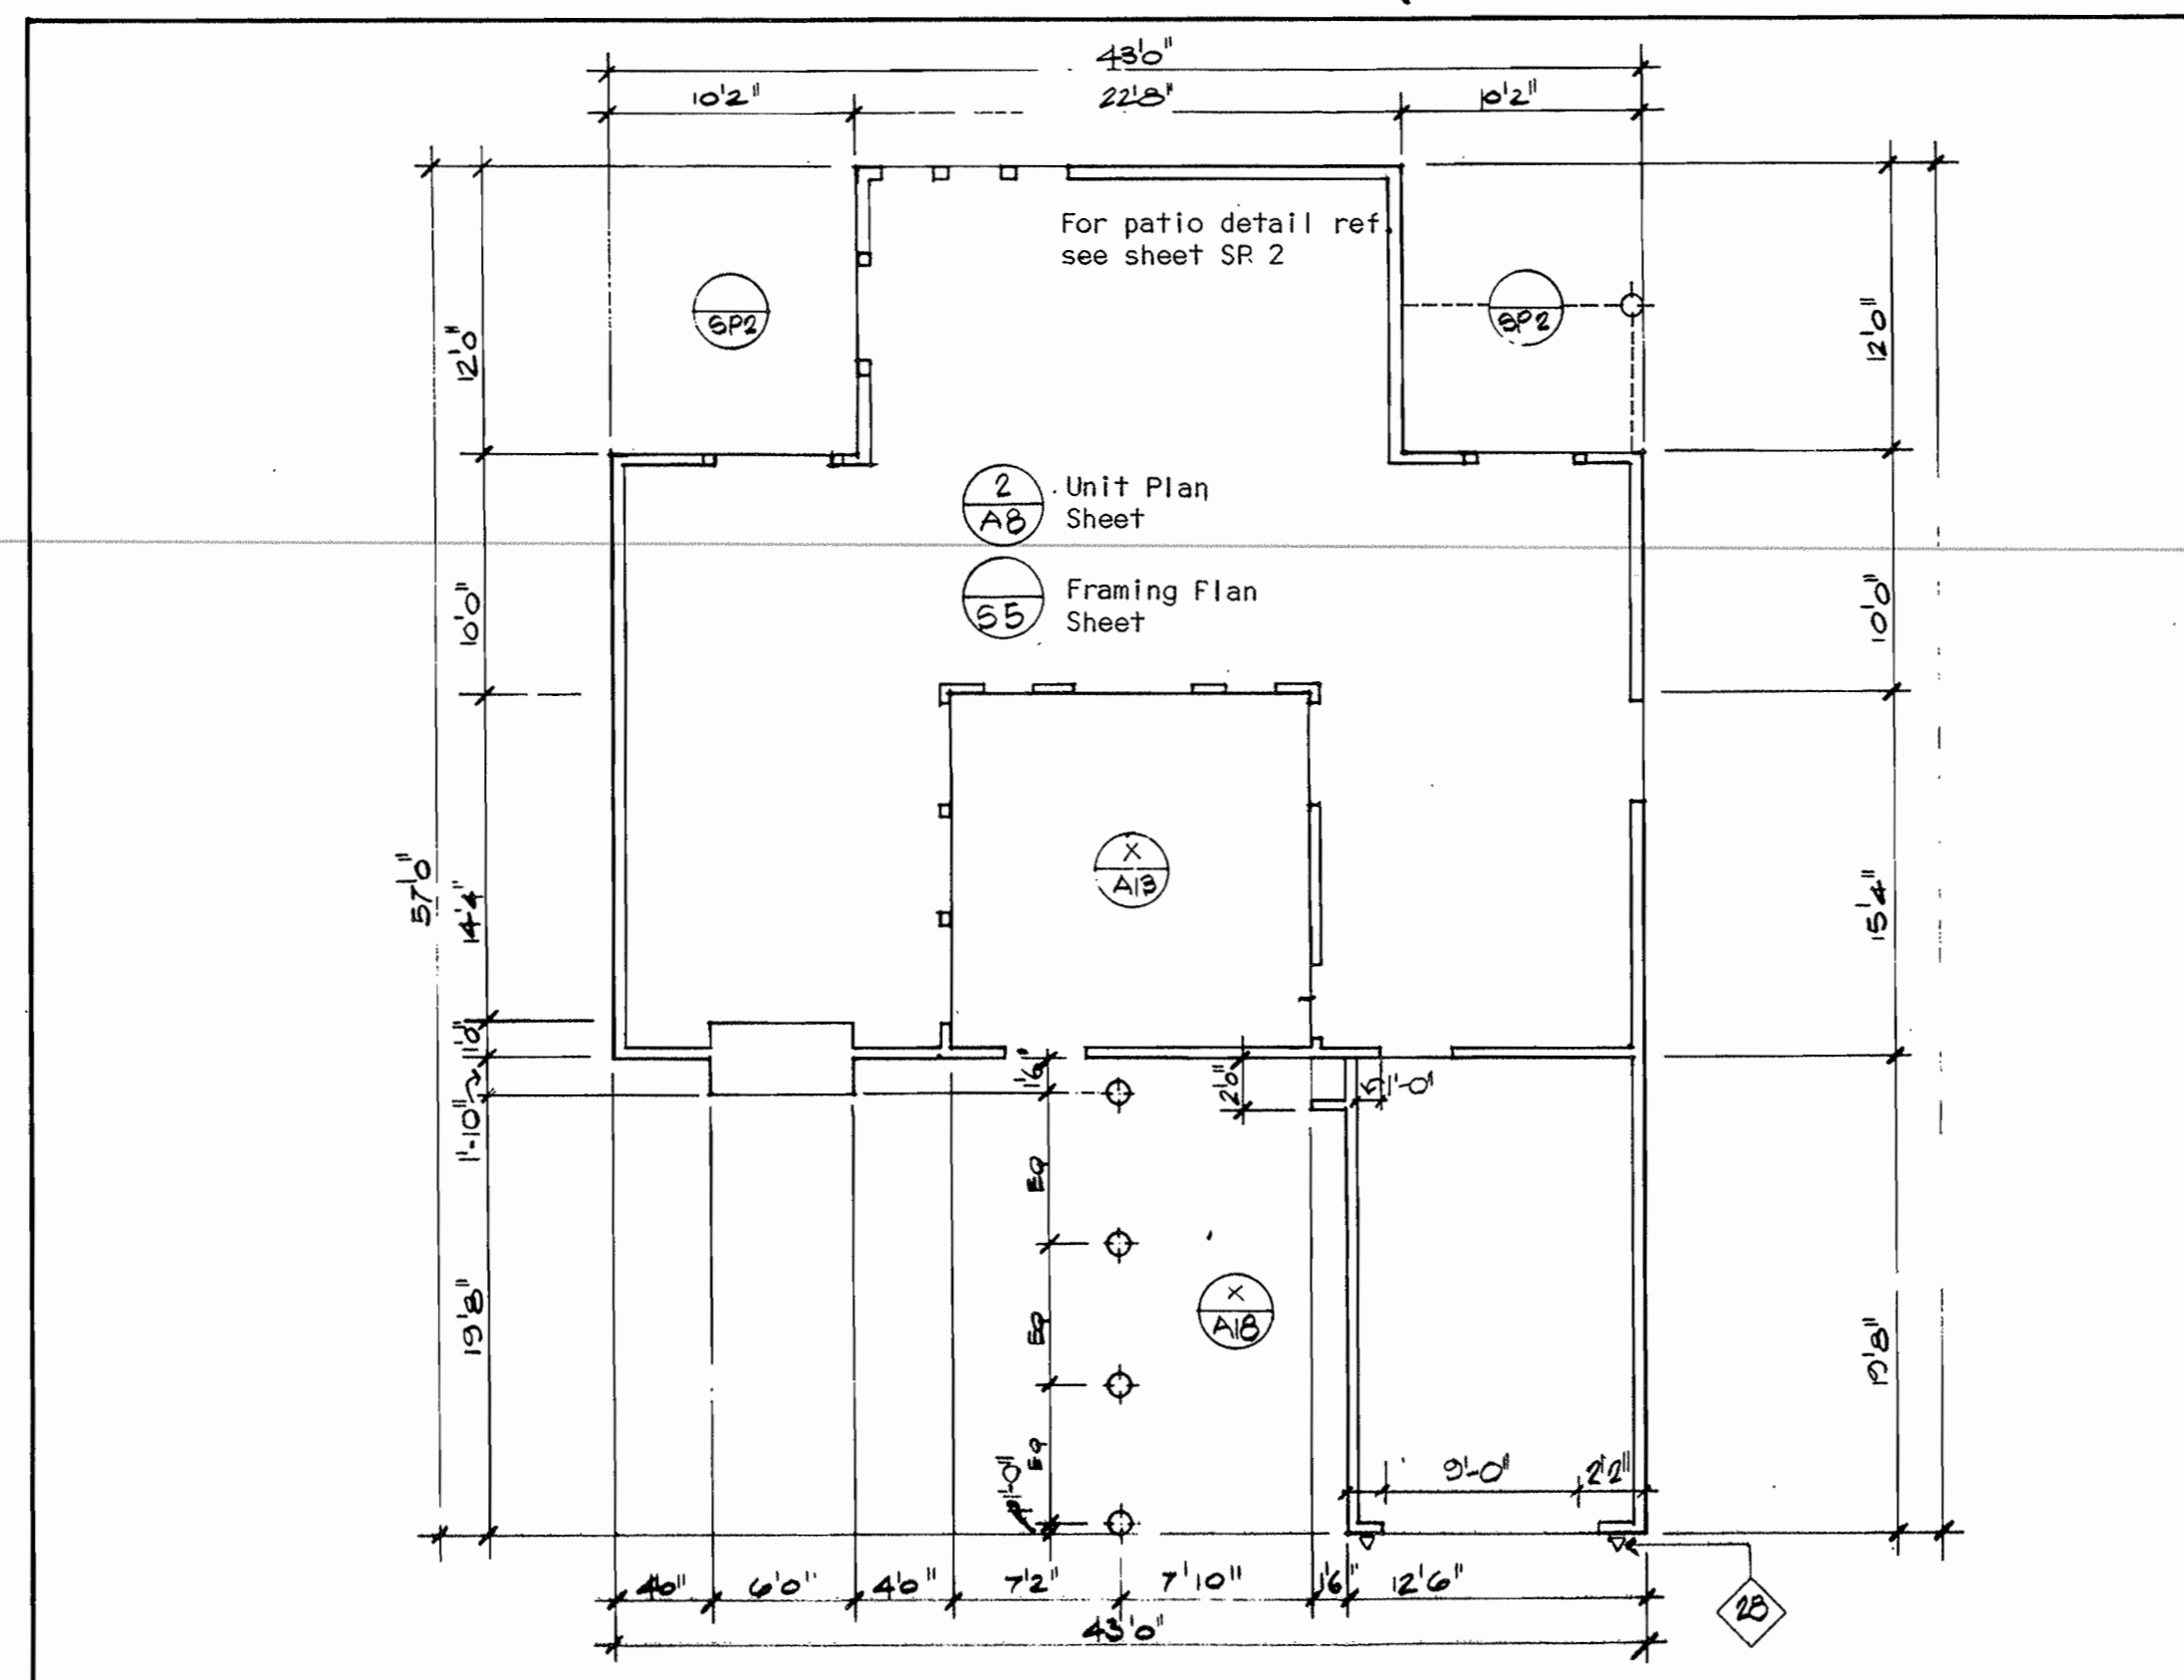 43'0"
10'2" 22'8" 10'2"
For patio detail ref.
see sheet SP. 2
SP2
SP2
12'0"
12'0"
2
A8
Unit Plan
Sheet
S5
Framing Flan
Sheet
10'0"
10'0"
X
A13
57'0"
14'4"
15'4"
1'0"
1'6"
2'0"
5
1'-0"
1'-10"
EQ
EQ
EQ
X
A18
19'8"
19'8"
1'-0"
9'-0" 2'2"
4'0" 6'0" 4'0" 7'2" 7'10" 1'6" 12'6"
28
43'0"